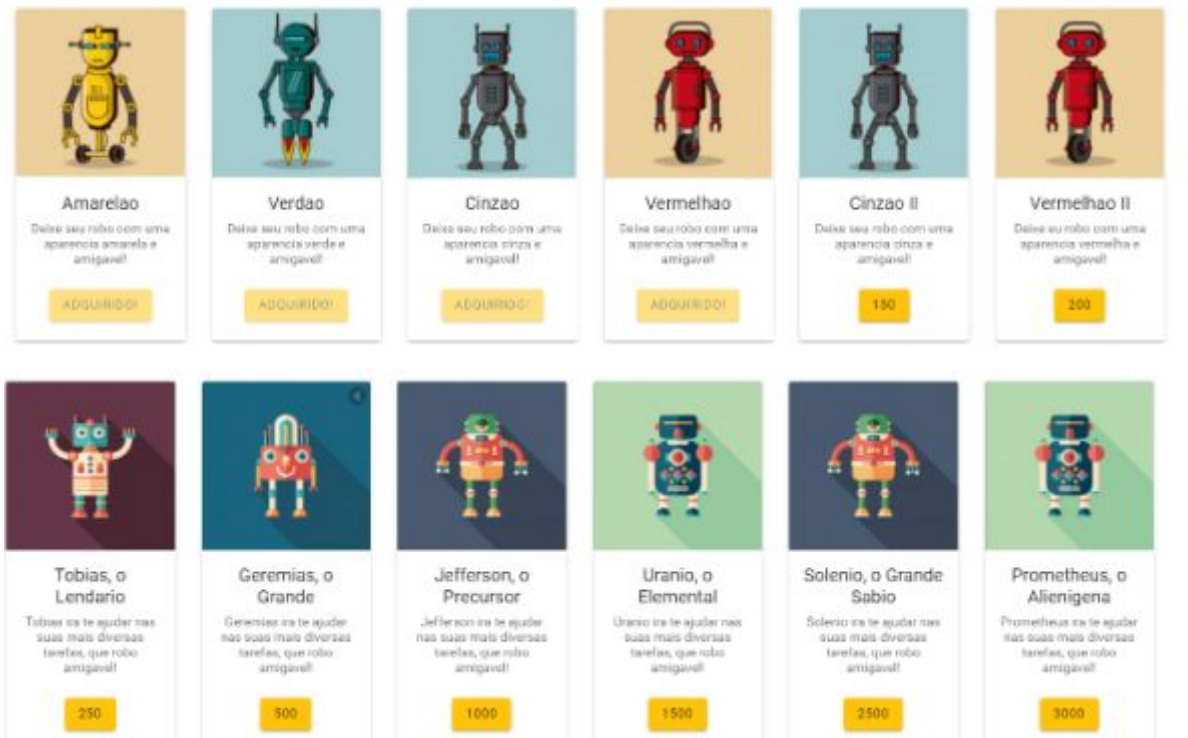 Amarelao
Deixe seu robo com uma
aparencia amarela e
amigavel!
ADQUIRIDO!
Verdao
Deixe seu robo com uma
aparencia verde e
amigavel!
ADQUIRIDO!
Cinzao
Deixe seu robo com uma
aparencia cinza e
amigavel!
ADQUIRIDO!
Vermelhao
Deixe seu robo com uma
aparencia vermelha e
amigavel!
ADQUIRIDO!
Cinzao II
Deixe seu robo com uma
aparencia cinza e
amigavel!
150
Vermelhao II
Deixe eu robo com uma
aparencia vermelha e
amigavel!
200
Tobias, o
Lendario
Tobias ira te ajudar nas
suas mais diversas
tarefas, que robo
amigavel!
250
Geremias, o
Grande
Geremias ira te ajudar
nas suas mais diversas
tarefas, que robo
amigavel!
500
Jefferson, o
Precursor
Jefferson ira te ajudar
nas suas mais diversas
tarefas, que robo
amigavel!
1000
Uranio, o
Elemental
Uranio ira te ajudar nas
suas mais diversas
tarefas, que robo
amigavel!
1500
Solenio, o Grande
Sabio
Solenio ira te ajudar nas
suas mais diversas
tarefas, que robo
amigavel!
2500
Prometheus, o
Alienigena
Prometheus ira te ajudar
nas suas mais diversas
tarefas, que robo
amigavel!
3000